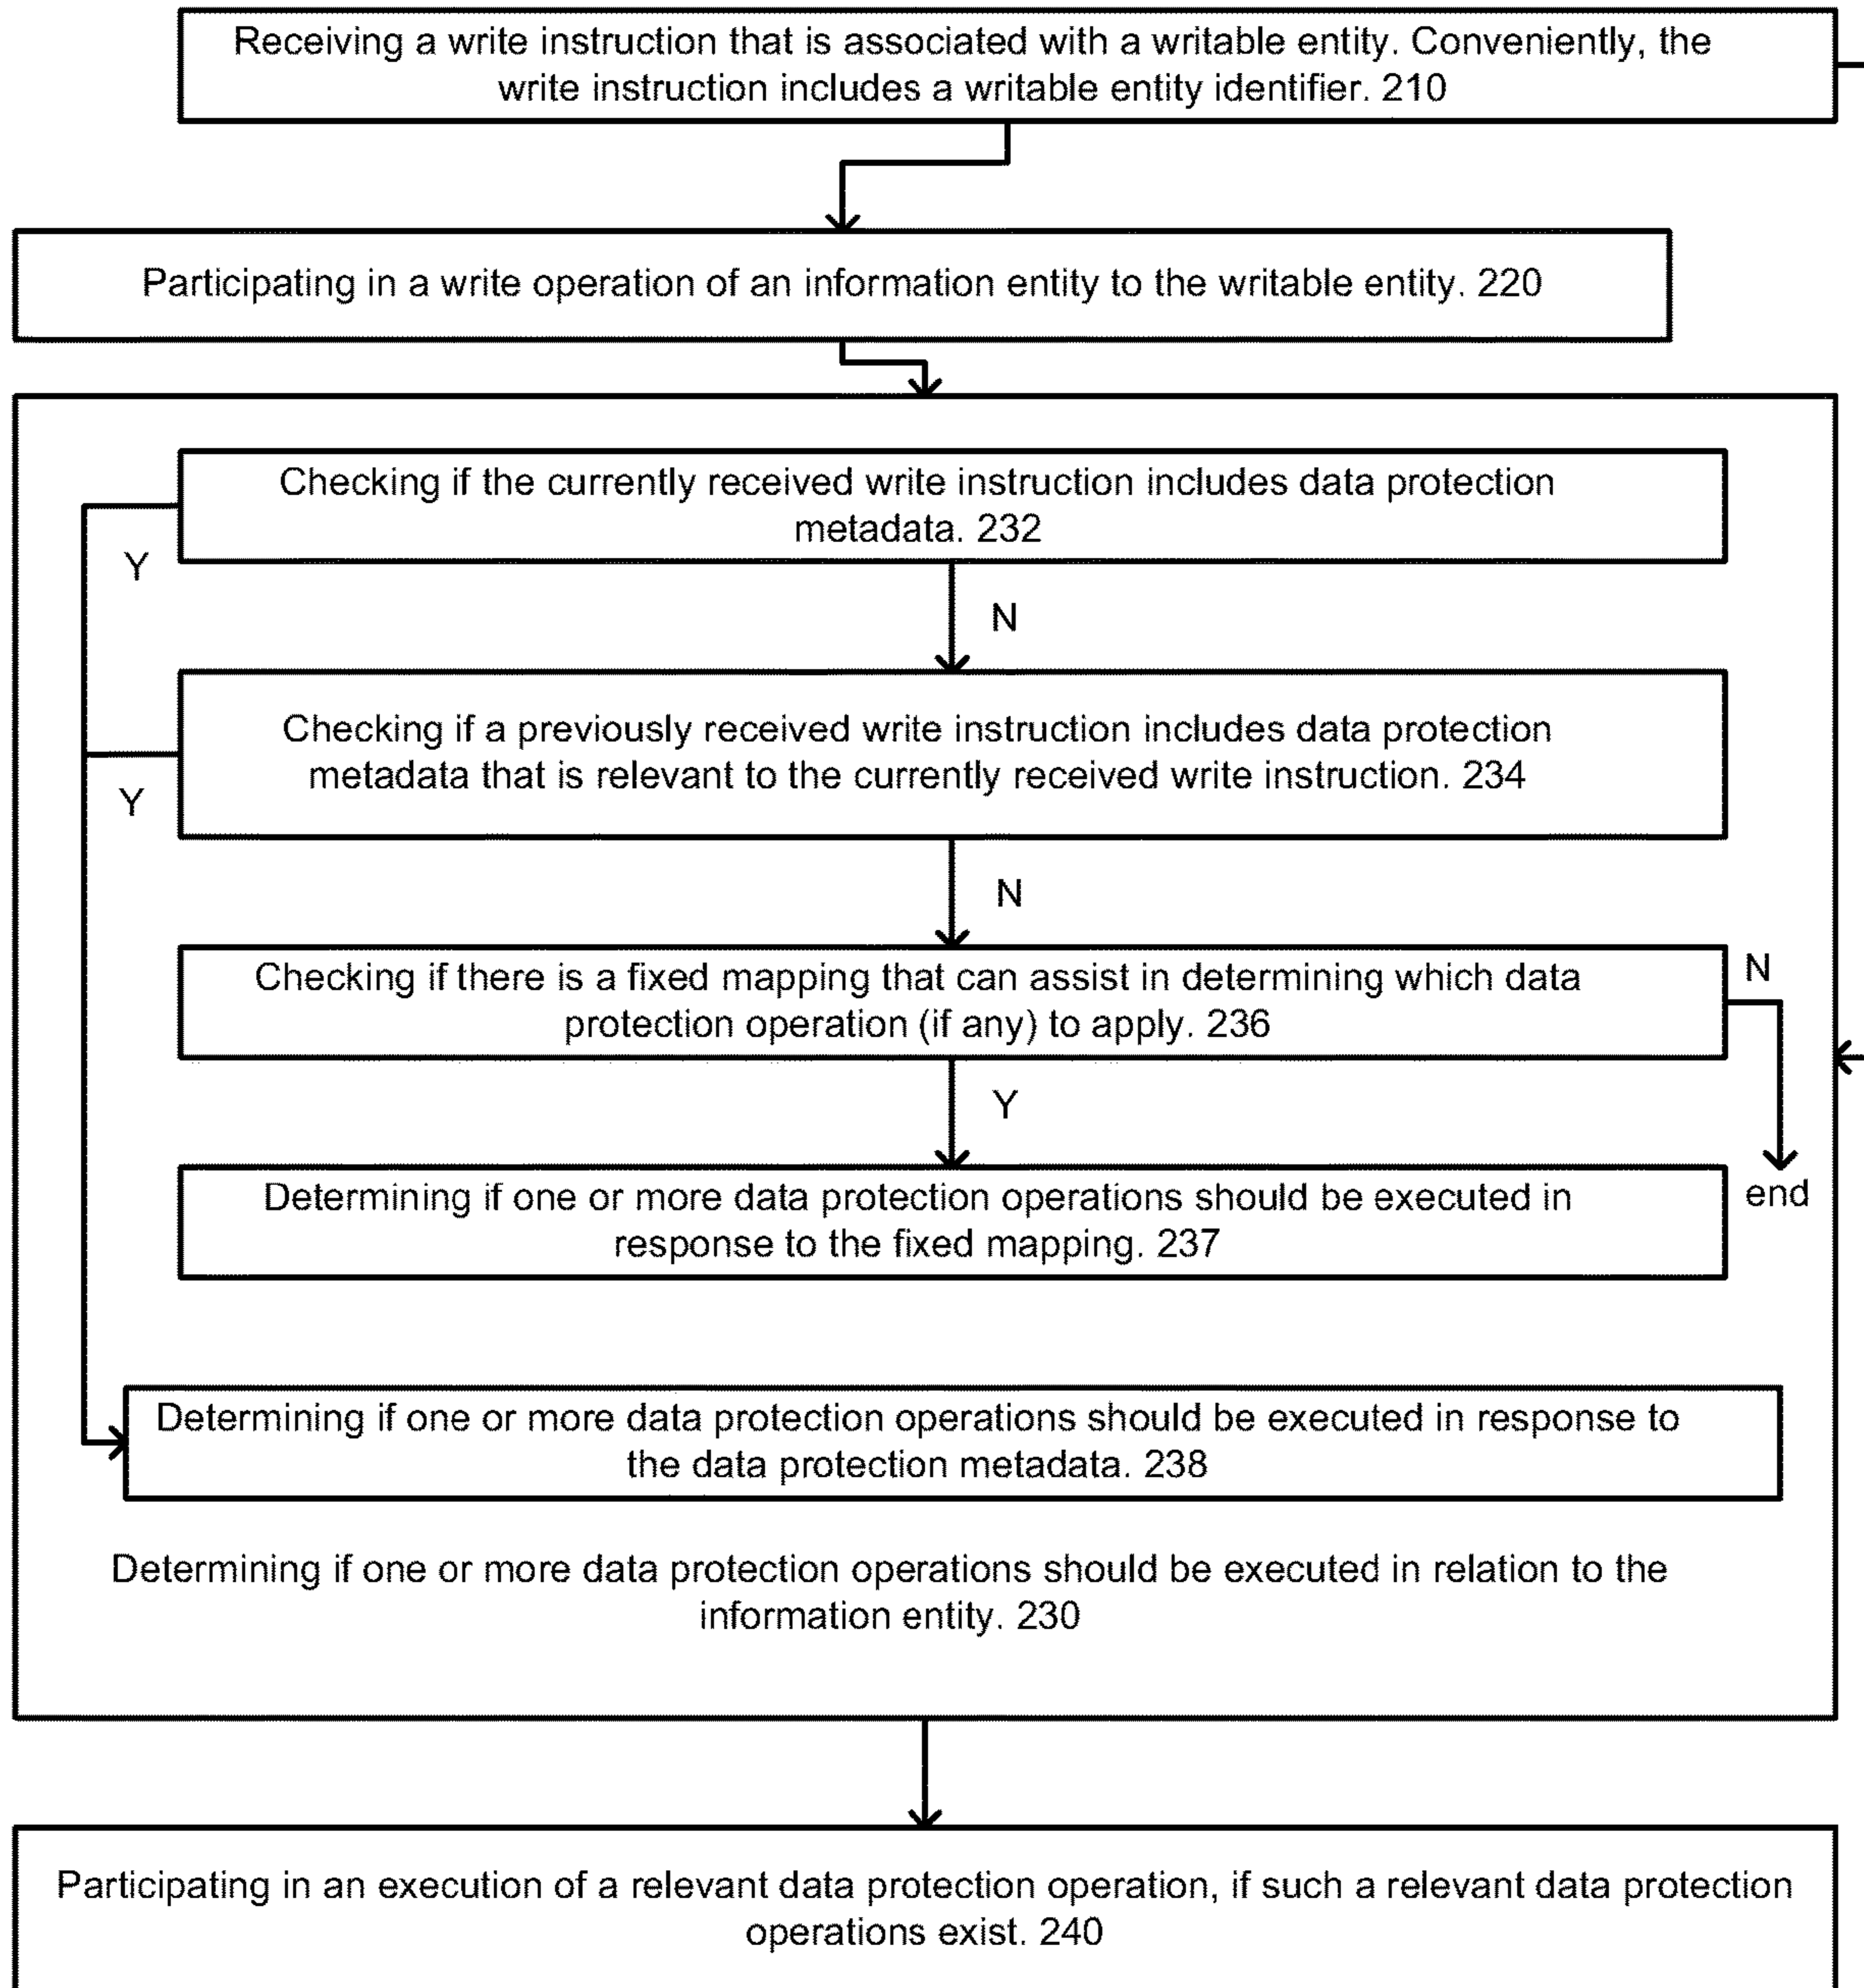 Receiving a write instruction that is associated with a writable entity. Conveniently, the
write instruction includes a writable entity identifier. 210
Participating in a write operation of an information entity to the writable entity. 220
Checking if the currently received write instruction includes data protection
metadata. 232
Y
N
Checking if a previously received write instruction includes data protection
metadata that is relevant to the currently received write instruction. 234
Y
N
Checking if there is a fixed mapping that can assist in determining which data
protection operation (if any) to apply. 236
N
Y
Determining if one or more data protection operations should be executed in
response to the fixed mapping. 237
end
Determining if one or more data protection operations should be executed in response to
the data protection metadata. 238
Determining if one or more data protection operations should be executed in relation to the
information entity. 230
Participating in an execution of a relevant data protection operation, if such a relevant data protection
operations exist. 240